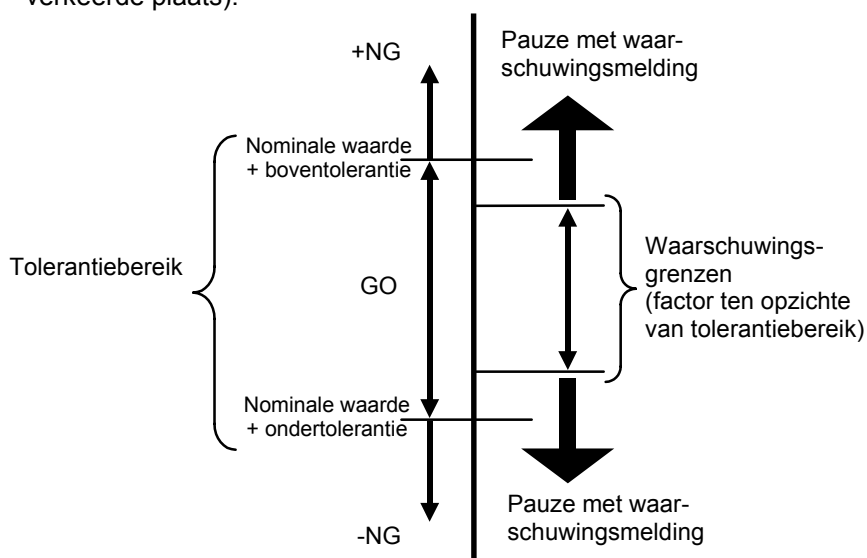 verkeerde plaats).
+NG
Pauze met waar-
schuwingsmelding
Nominale waarde
+ boventolerantie
Tolerantiebereik
GO
Waarschuwings-
grenzen
(factor ten opzichte
van tolerantiebereik)
Nominale waarde
+ ondertolerantie
Pauze met waar-
schuwingsmelding
-NG